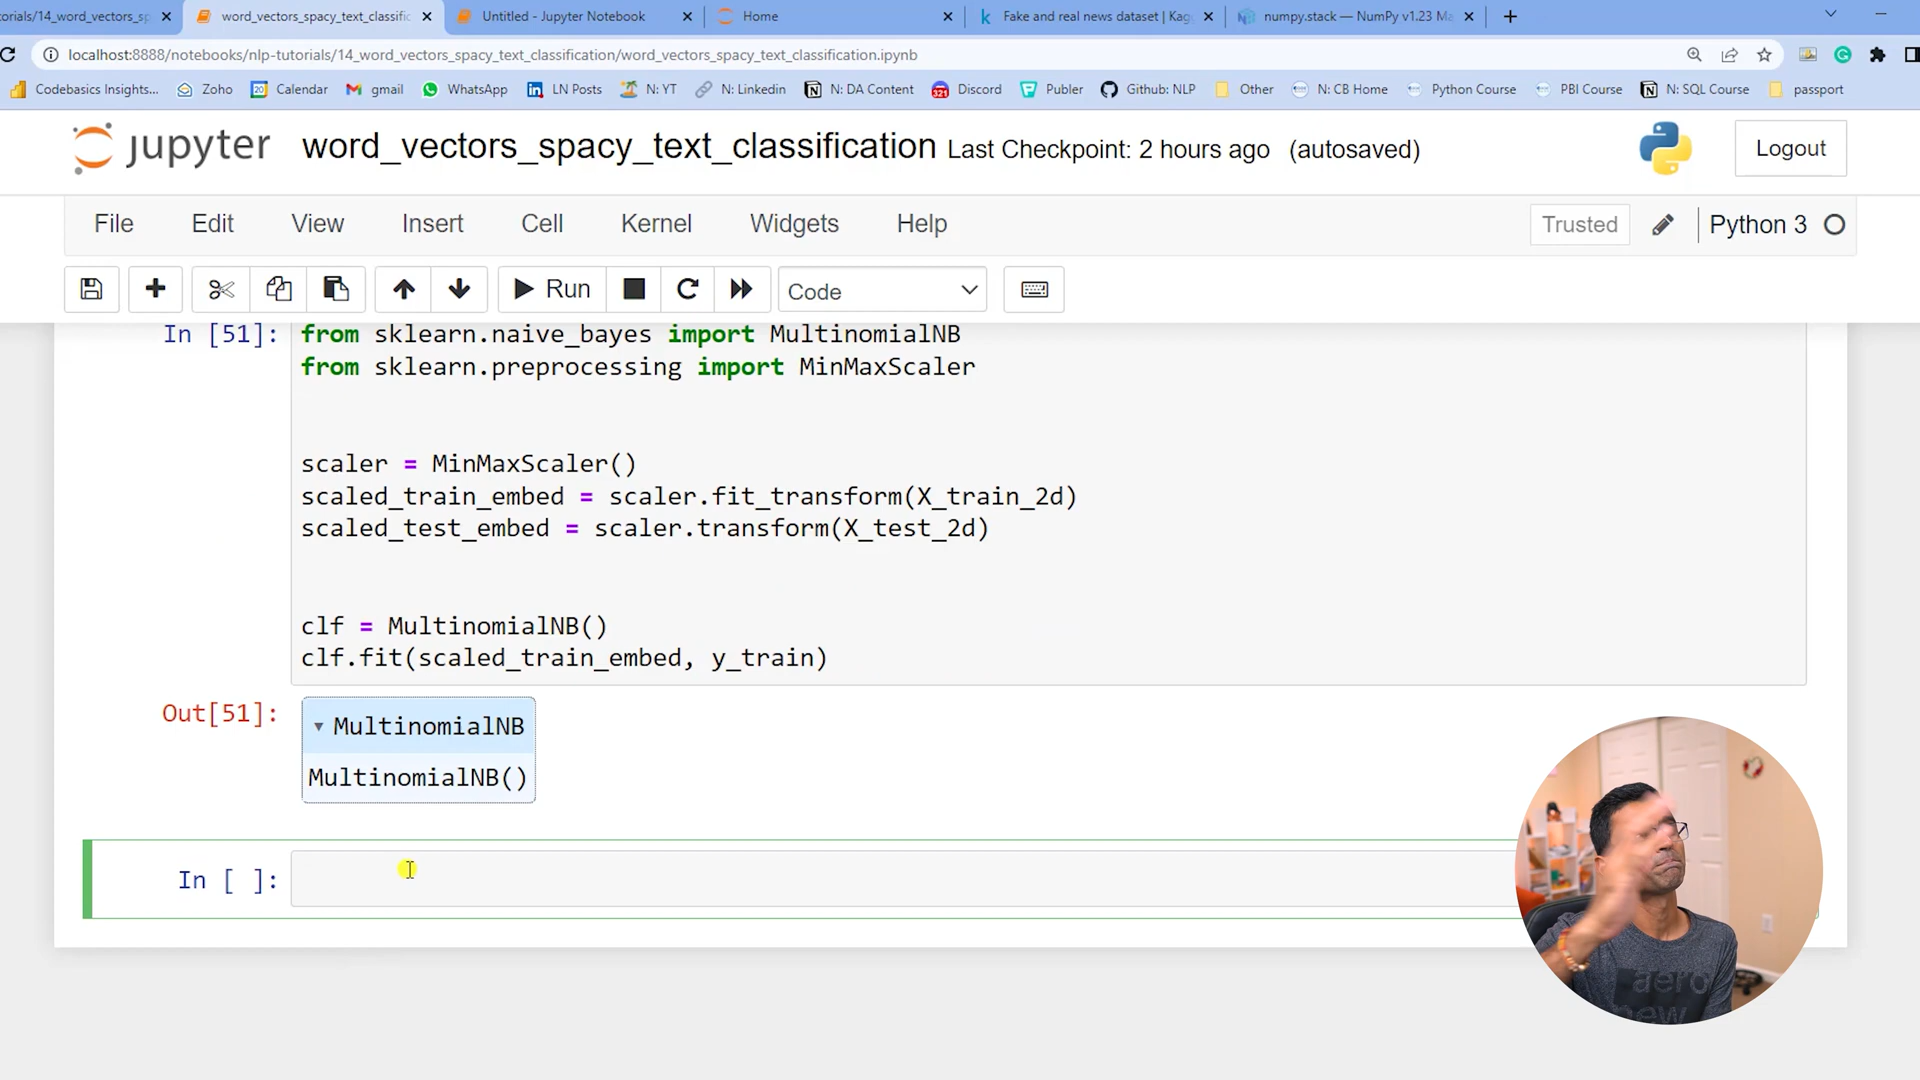 torials/14_word_vectors_sp
word_vectors_spacy_text_classific
Untitled - Jupyter Notebook
Home
Fake and real news dataset | Kag
numpy.stack — NumPy v1.23 Ma
localhost:8888/notebooks/nlp-tutorials/14_word_vectors_spacy_text_classification/word_vectors_spacy_text_classification.ipynb
Codebasics Insights... Zoho Calendar gmail WhatsApp LN Posts N: YT N: Linkedin N: DA Content Discord Publer Github: NLP Other N: CB Home Python Course PBI Course N: SQL Course passport
jupyter word_vectors_spacy_text_classification Last Checkpoint: 2 hours ago (autosaved) Logout
File Edit View Insert Cell Kernel Widgets Help Trusted Python 3
Run Code
In [51]: from sklearn.naive_bayes import MultinomialNB
from sklearn.preprocessing import MinMaxScaler
scaler = MinMaxScaler()
scaled_train_embed = scaler.fit_transform(X_train_2d)
scaled_test_embed = scaler.transform(X_test_2d)
clf = MultinomialNB()
clf.fit(scaled_train_embed, y_train)
Out[51]: MultinomialNB
MultinomialNB()
In [ ]:
aero
new